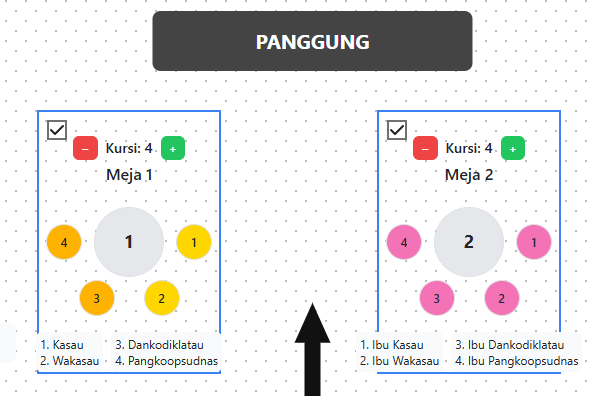 PANGGUNG
− Kursi: 4 +
Meja 1
4 1 1
3 2
1. Kasau 3. Dankodiklatau
2. Wakasau 4. Pangkoopsudnas
− Kursi: 4 +
Meja 2
4 2 1
3 2
1. Ibu Kasau 3. Ibu Dankodiklatau
2. Ibu Wakasau 4. Ibu Pangkoopsudnas